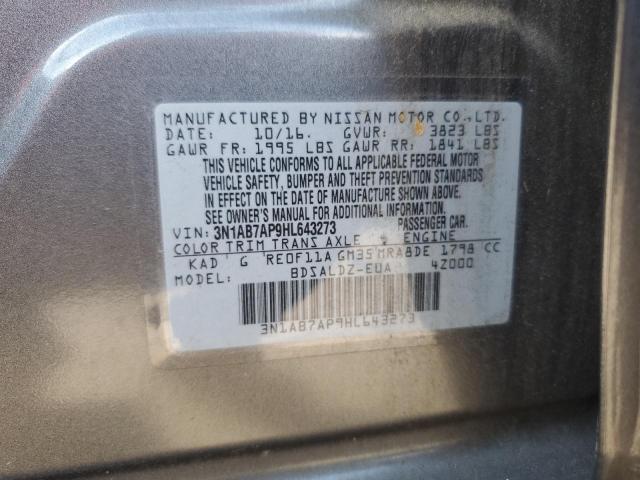 MANUFACTURED BY NISSAN MOTOR CO., LTD.
DATE: 10/16. GVWR: 3823 LBS
GAWR FR: 1995 LBS GAWR RR: 1841 LBS
THIS VEHICLE CONFORMS TO ALL APPLICABLE FEDERAL MOTOR
VEHICLE SAFETY, BUMPER AND THEFT PREVENTION STANDARDS
IN EFFECT ON THE DATE OF MANUFACTURE SHOWN ABOVE.
SEE OWNER'S MANUAL FOR ADDITIONAL INFORMATION.
VIN: 3N1AB7AP9HL643273 PASSENGER CAR.
COLOR TRIM TRANS AXLE ENGINE
KAD G RE0F11A GM35 MRA8DE 1798 CC
MODEL: BDSALDZ-EUA 4Z000
3N1AB7AP9HL643273